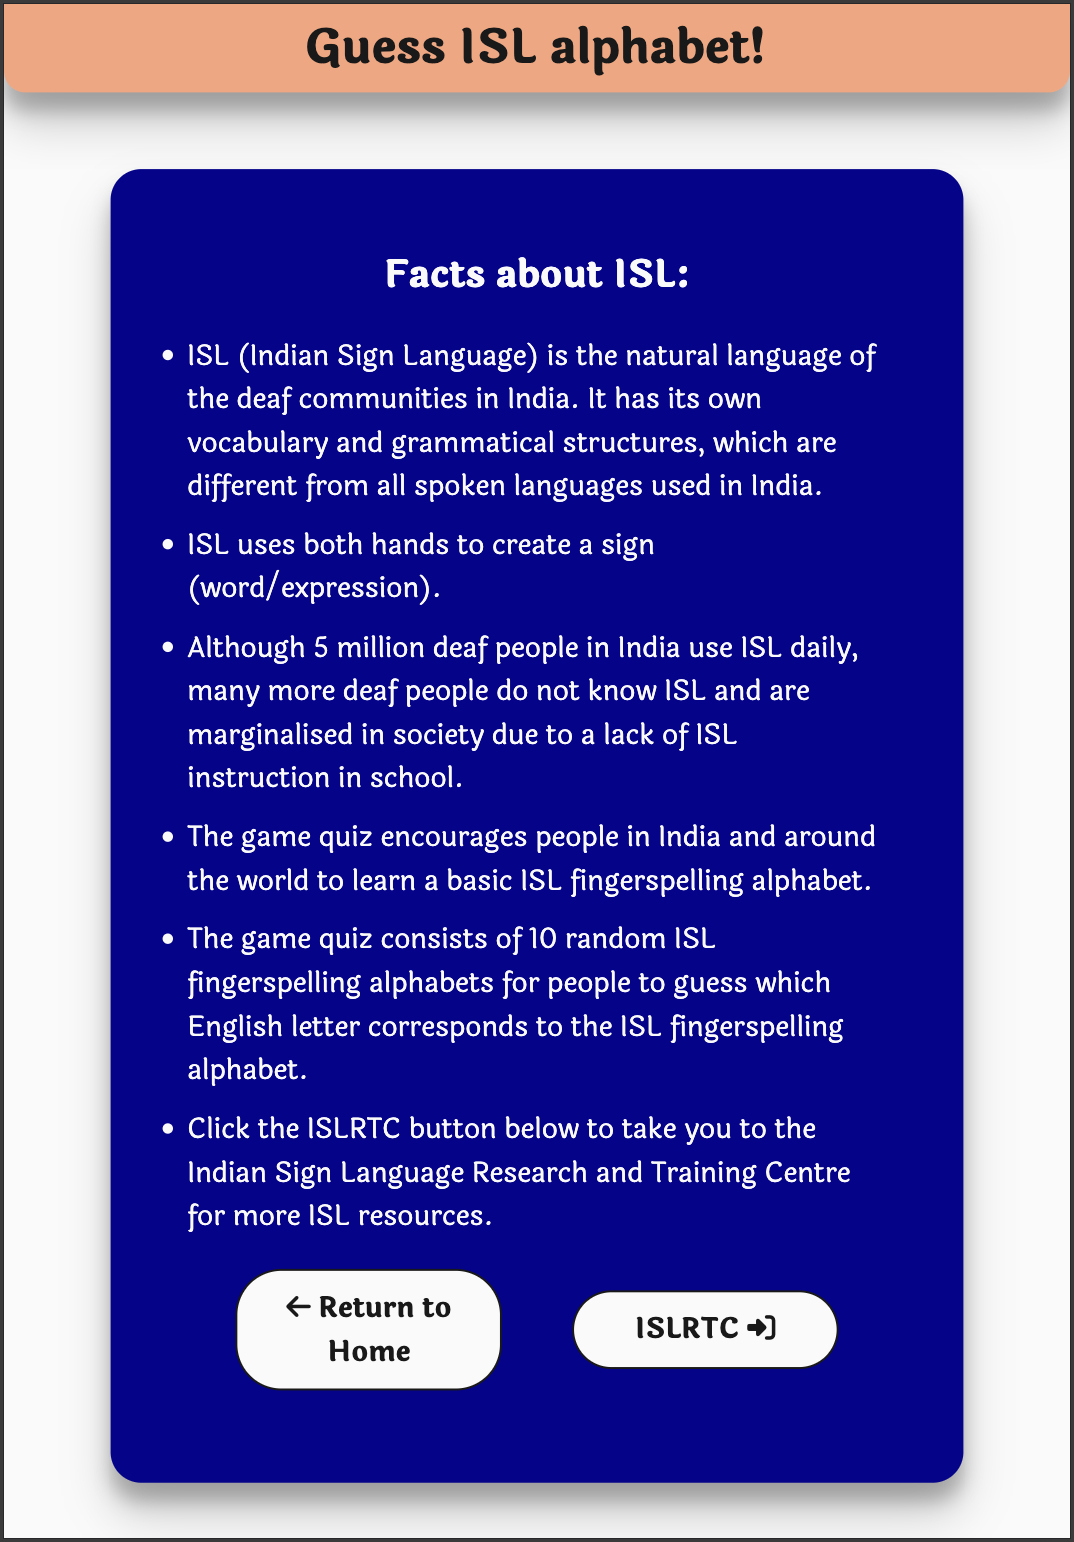 Guess ISL alphabet!
Facts about ISL:
• ISL (Indian Sign Language) is the natural language of
the deaf communities in India. It has its own
vocabulary and grammatical structures, which are
different from all spoken languages used in India.
• ISL uses both hands to create a sign
(word/expression).
• Although 5 million deaf people in India use ISL daily,
many more deaf people do not know ISL and are
marginalised in society due to a lack of ISL
instruction in school.
• The game quiz encourages people in India and around
the world to learn a basic ISL fingerspelling alphabet.
• The game quiz consists of 10 random ISL
fingerspelling alphabets for people to guess which
English letter corresponds to the ISL fingerspelling
alphabet.
• Click the ISLRTC button below to take you to the
Indian Sign Language Research and Training Centre
for more ISL resources.
← Return to
Home
ISLRTC